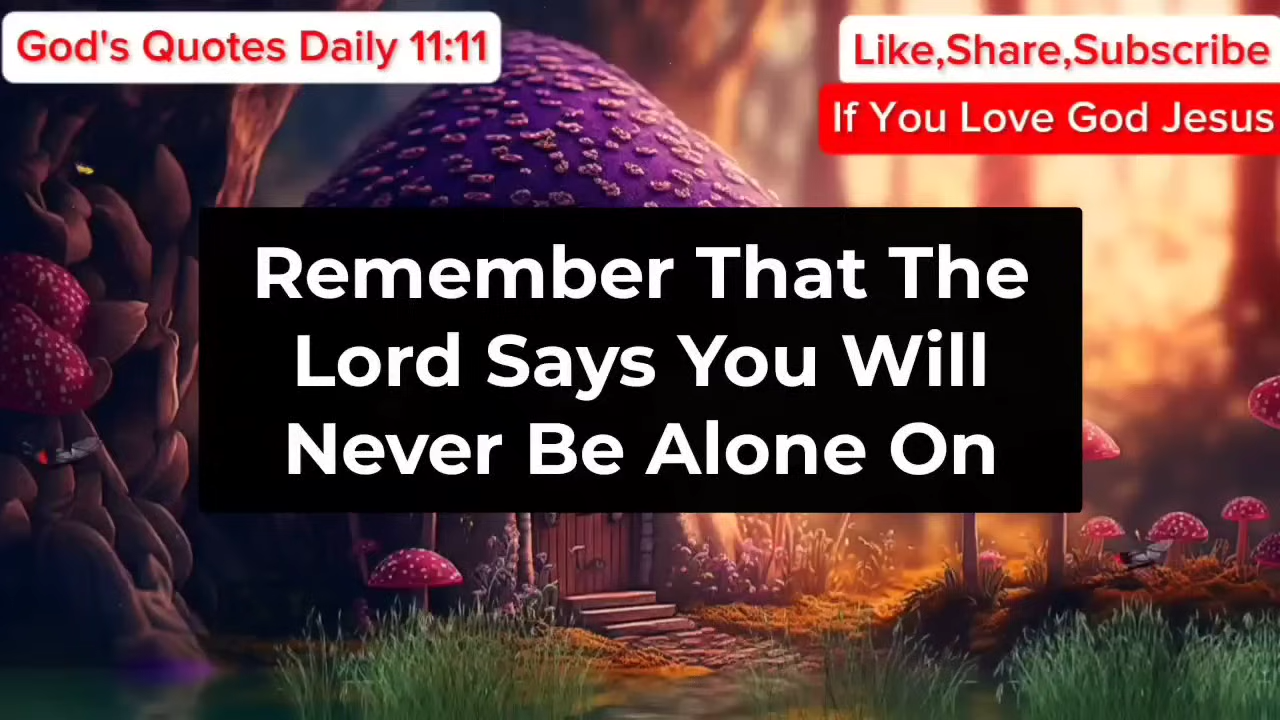 God's Quotes Daily 11:11
Like,Share,Subscribe
If You Love God Jesus
Remember That The
Lord Says You Will
Never Be Alone On